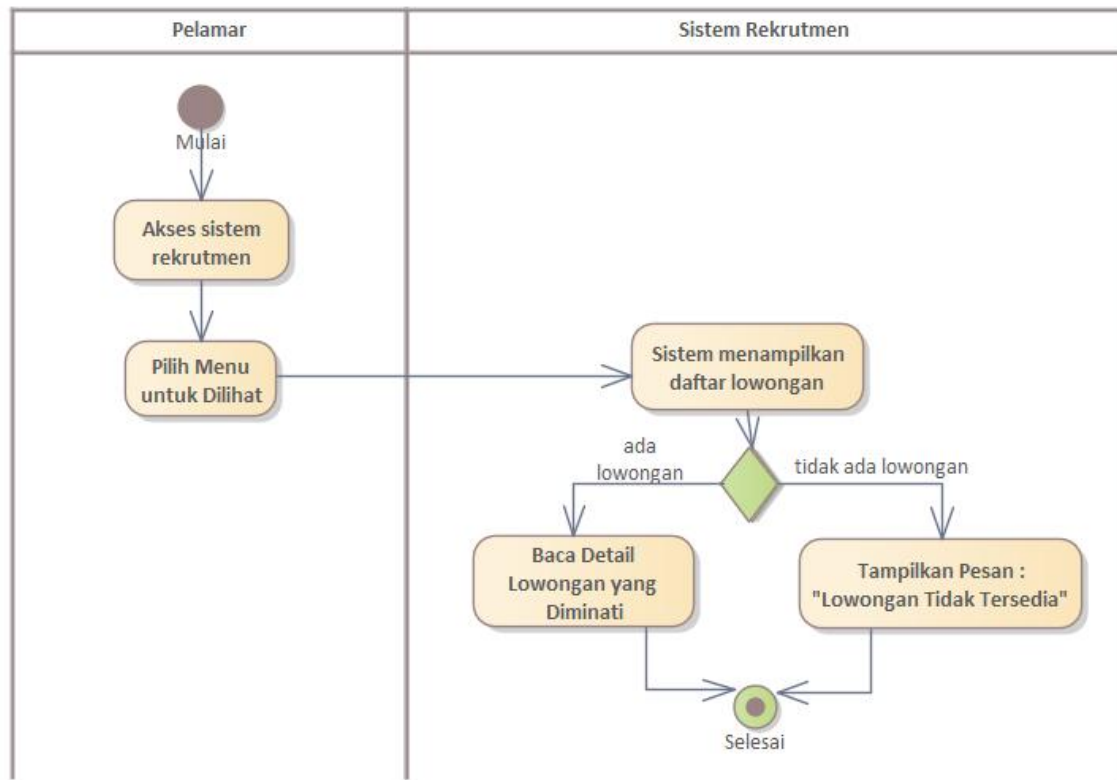 Pelamar
Sistem Rekrutmen
Mulai
Akses sistem
rekrutmen
Pilih Menu
untuk Dilihat
Sistem menampilkan
daftar lowongan
ada
lowongan
tidak ada lowongan
Baca Detail
Lowongan yang
Diminati
Tampilkan Pesan :
"Lowongan Tidak Tersedia"
Selesai